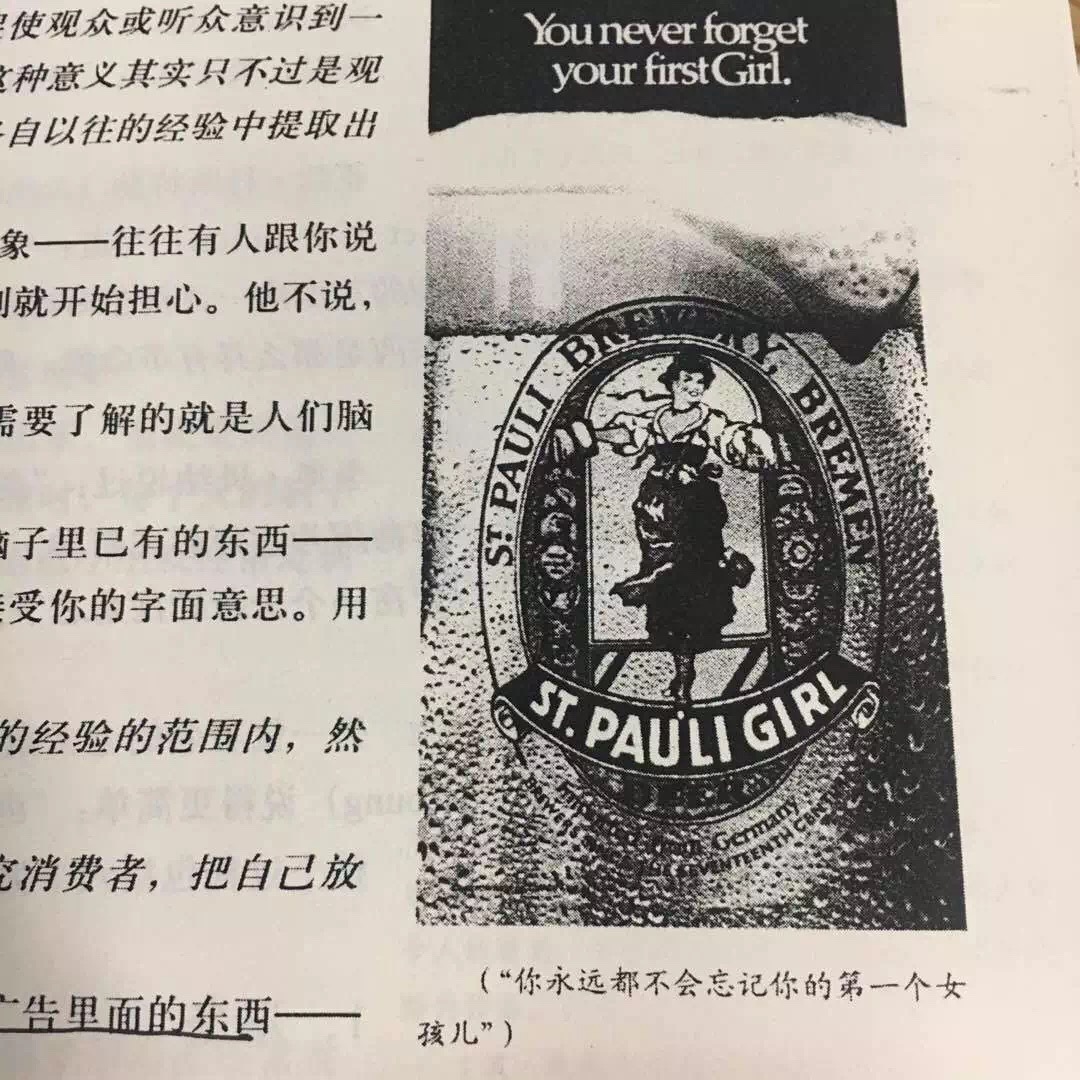 使观众或听众意识到一
这种意义其实只不过是观
自以往的经验中提取出
象——往往有人跟你说
就开始担心。他不说，
需要了解的就是人们脑
脑子里已有的东西——
接受你的字面意思。用
的经验的范围内，然
究消费者，把自己放
广告里面的东西——
You never forget
your first Girl.
ST. PAULI BREWERY, BREMEN
ST. PAULI GIRL
BEER
Germany
SEVENTEENTH
（“你永远都不会忘记你的第一个女
孩儿”）